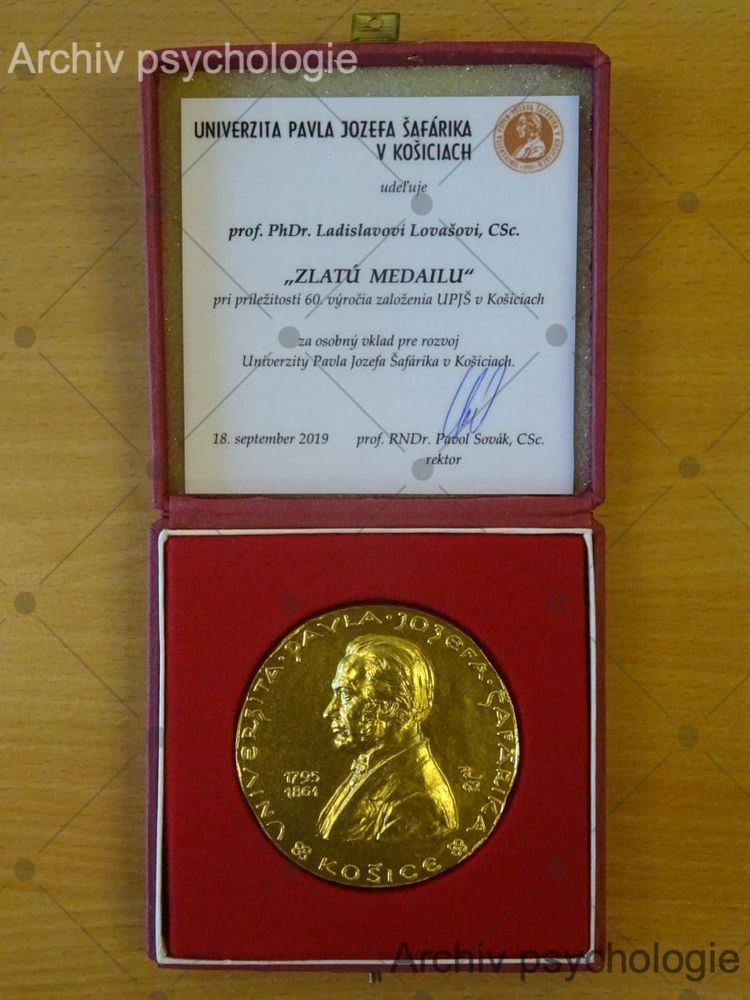 Archiv psychologie
UNIVERZITA PAVLA JOZEFA ŠAFÁRIKA
V KOŠICIACH
udeľuje
prof. PhDr. Ladislavovi Lovašovi, CSc.
„ZLATÚ MEDAILU“
pri príležitosti 60. výročia založenia UPJŠ v Košiciach
za osobný vklad pre rozvoj
Univerzity Pavla Jozefa Šafárika v Košiciach.
18. september 2019 prof. RNDr. Pavol Sovák, CSc.
rektor
UNIVERZITA · PAVLA · JOZEFA · ŠAFÁRIKA
1795
1861
KOŠICE
Archiv psychologie